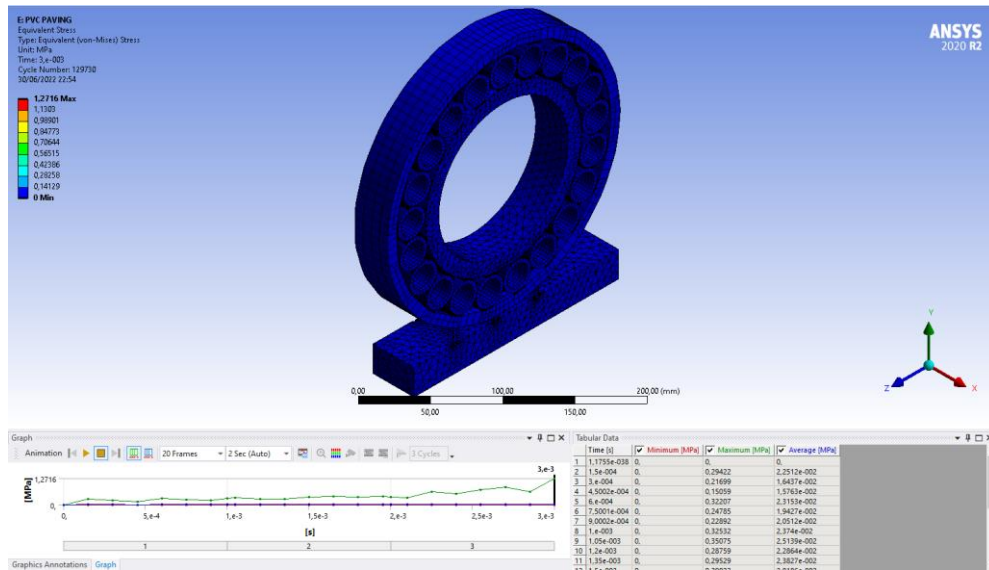 E: PVC PAVING
Equivalent Stress
Type: Equivalent (von-Mises) Stress
Unit: MPa
Time: 3,e-003
Cycle Number: 129730
30/06/2022 22:54
1,2716 Max
1,1303
0,98901
0,84773
0,70644
0,56515
0,42386
0,28258
0,14129
0 Min
ANSYS
2020 R2
Y
Z
X
0,00
100,00
200,00 (mm)
50,00
150,00
Graph
Animation
20 Frames
2 Sec (Auto)
3 Cycles
3,e-3
[MPa]
1,2716
0,
0,
5,e-4
1,e-3
1,5e-3
2,e-3
2,5e-3
3,e-3
[s]
1
2
3
Graphics Annotations
Graph
Tabular Data
Time [s] Minimum [MPa] Maximum [MPa] Average [MPa]
1 1,1755e-038 0, 0, 0,
2 1,5e-004 0, 0,29422 2,2512e-002
3 3,e-004 0, 0,21699 1,6437e-002
4 4,5002e-004 0, 0,15059 1,5763e-002
5 6,e-004 0, 0,32207 2,3153e-002
6 7,5001e-004 0, 0,24785 1,9427e-002
7 9,0002e-004 0, 0,22892 2,0512e-002
8 1,e-003 0, 0,32532 2,374e-002
9 1,05e-003 0, 0,35075 2,5139e-002
10 1,2e-003 0, 0,28759 2,2864e-002
11 1,35e-003 0, 0,29529 2,3827e-002